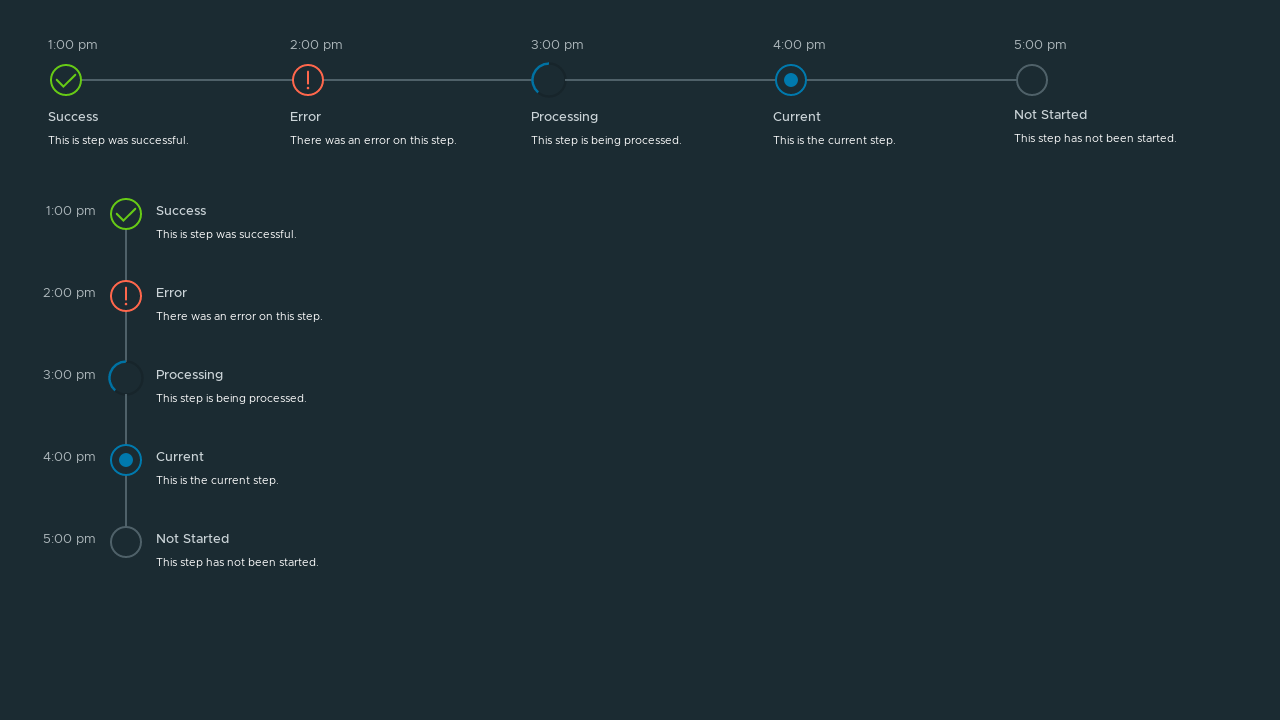 1:00 pm
2:00 pm
3:00 pm
4:00 pm
5:00 pm
Success
This is step was successful.
Error
There was an error on this step.
Processing
This step is being processed.
Current
This is the current step.
Not Started
This step has not been started.
1:00 pm
Success
This is step was successful.
2:00 pm
Error
There was an error on this step.
3:00 pm
Processing
This step is being processed.
4:00 pm
Current
This is the current step.
5:00 pm
Not Started
This step has not been started.